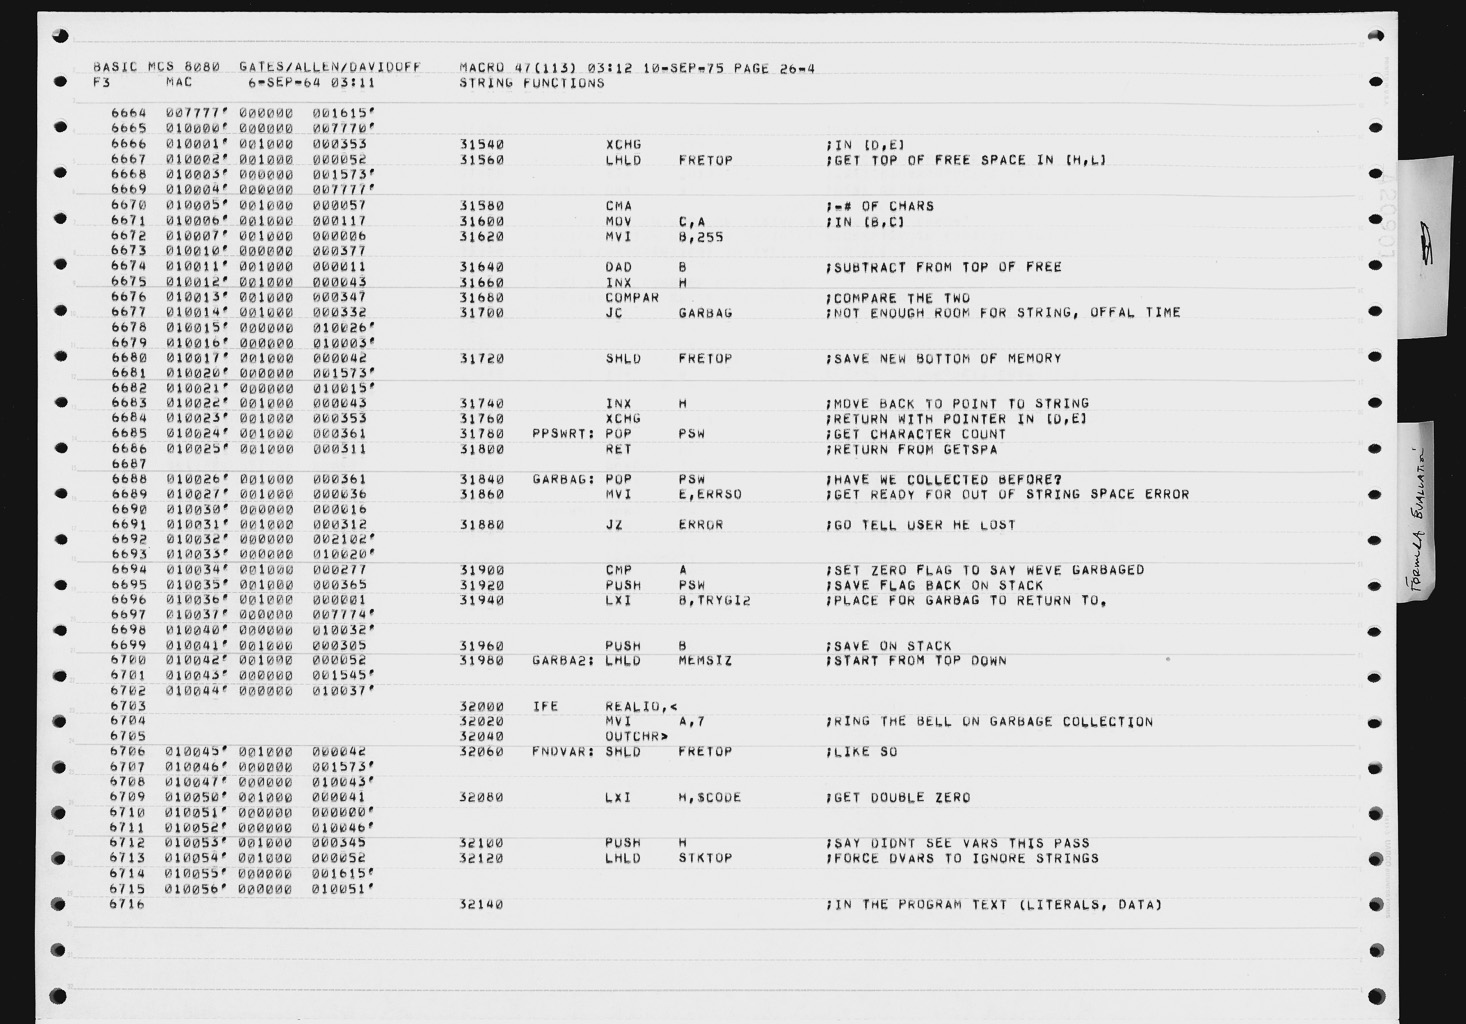 BASIC MCS 8080 GATES/ALLEN/DAVIDOFF MACRO 47(113) 03:12 10-SEP-75 PAGE 26-4
F3 MAC 6-SEP-64 03:11 STRING FUNCTIONS
6664 007777' 000000 001615'
6665 010000' 000000 007770'
6666 010001' 001000 000353 31540 XCHG ;IN [D,E]
6667 010002' 001000 000052 31560 LHLD FRETOP ;GET TOP OF FREE SPACE IN [H,L]
6668 010003' 000000 001573'
6669 010004' 000000 007777'
6670 010005' 001000 000057 31580 CMA ;-# OF CHARS
6671 010006' 001000 000117 31600 MOV C,A ;IN [B,C]
6672 010007' 001000 000006 31620 MVI B,255
6673 010010' 000000 000377
6674 010011' 001000 000011 31640 DAD B ;SUBTRACT FROM TOP OF FREE
6675 010012' 001000 000043 31660 INX H
6676 010013' 001000 000347 31680 COMPAR ;COMPARE THE TWO
6677 010014' 001000 000332 31700 JC GARBAG ;NOT ENOUGH ROOM FOR STRING, OFFAL TIME
6678 010015' 000000 010026'
6679 010016' 000000 010003'
6680 010017' 001000 000042 31720 SHLD FRETOP ;SAVE NEW BOTTOM OF MEMORY
6681 010020' 000000 001573'
6682 010021' 000000 010015'
6683 010022' 001000 000043 31740 INX H ;MOVE BACK TO POINT TO STRING
6684 010023' 001000 000353 31760 XCHG ;RETURN WITH POINTER IN [D,E]
6685 010024' 001000 000361 31780 PPSWRT: POP PSW ;GET CHARACTER COUNT
6686 010025' 001000 000311 31800 RET ;RETURN FROM GETSPA
6687
6688 010026' 001000 000361 31840 GARBAG: POP PSW ;HAVE WE COLLECTED BEFORE?
6689 010027' 001000 000036 31860 MVI E,ERRSO ;GET READY FOR OUT OF STRING SPACE ERROR
6690 010030' 000000 000016
6691 010031' 001000 000312 31880 JZ ERROR ;GO TELL USER HE LOST
6692 010032' 000000 002102'
6693 010033' 000000 010020'
6694 010034' 001000 000277 31900 CMP A ;SET ZERO FLAG TO SAY WEVE GARBAGED
6695 010035' 001000 000365 31920 PUSH PSW ;SAVE FLAG BACK ON STACK
6696 010036' 001000 000001 31940 LXI B,TRYGI2 ;PLACE FOR GARBAG TO RETURN TO.
6697 010037' 000000 007774'
6698 010040' 000000 010032'
6699 010041' 001000 000305 31960 PUSH B ;SAVE ON STACK
6700 010042' 001000 000052 31980 GARBA2: LHLD MEMSIZ ;START FROM TOP DOWN
6701 010043' 000000 001545'
6702 010044' 000000 010037'
6703 32000 IFE REALIO,<
6704 32020 MVI A,7 ;RING THE BELL ON GARBAGE COLLECTION
6705 32040 OUTCHR>
6706 010045' 001000 000042 32060 FNDVAR: SHLD FRETOP ;LIKE SO
6707 010046' 000000 001573'
6708 010047' 000000 010043'
6709 010050' 001000 000041 32080 LXI H,$CODE ;GET DOUBLE ZERO
6710 010051' 000000 000000'
6711 010052' 000000 010046'
6712 010053' 001000 000345 32100 PUSH H ;SAY DIDNT SEE VARS THIS PASS
6713 010054' 001000 000052 32120 LHLD STKTOP ;FORCE DVARS TO IGNORE STRINGS
6714 010055' 000000 001615'
6715 010056' 000000 010051'
6716 32140 ;IN THE PROGRAM TEXT (LITERALS, DATA)
FORMULA EVALUATION